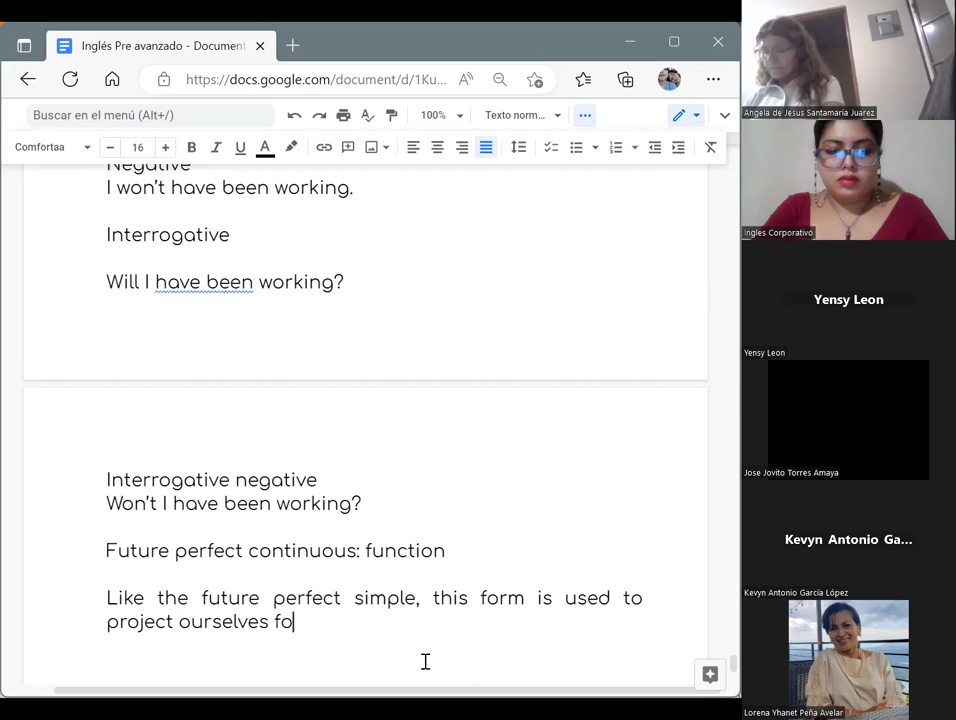 Inglés Pre avanzado - Document
https://docs.google.com/document/d/1Ku...
Buscar en el menú (Alt+/)
100%
Texto norm...
Comfortaa
16
Negative
I won't have been working.
Interrogative
Will I have been working?
Interrogative negative
Won't I have been working?
Future perfect continuous: function
Like the future perfect simple, this form is used to
project ourselves fo
Angela de Jesus Santamaria Juarez
Ingles Corporativo
Yensy Leon
Yensy Leon
Jose Jovito Torres Amaya
Kevyn Antonio Ga...
Kevyn Antonio García López
Lorena Yhanet Peña Avelar